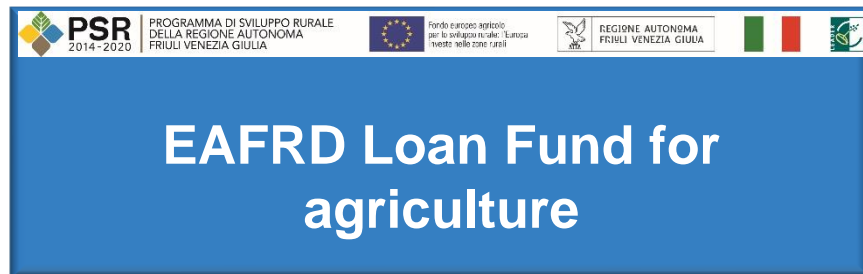 PSR
2014-2020
PROGRAMMA DI SVILUPPO RURALE
DELLA REGIONE AUTONOMA
FRIULI VENEZIA GIULIA
Fondo europeo agricolo
per lo sviluppo rurale: l'Europa
investe nelle zone rurali
REGIONE AUTONOMA
FRIULI VENEZIA GIULIA
EAFRD Loan Fund for
agriculture